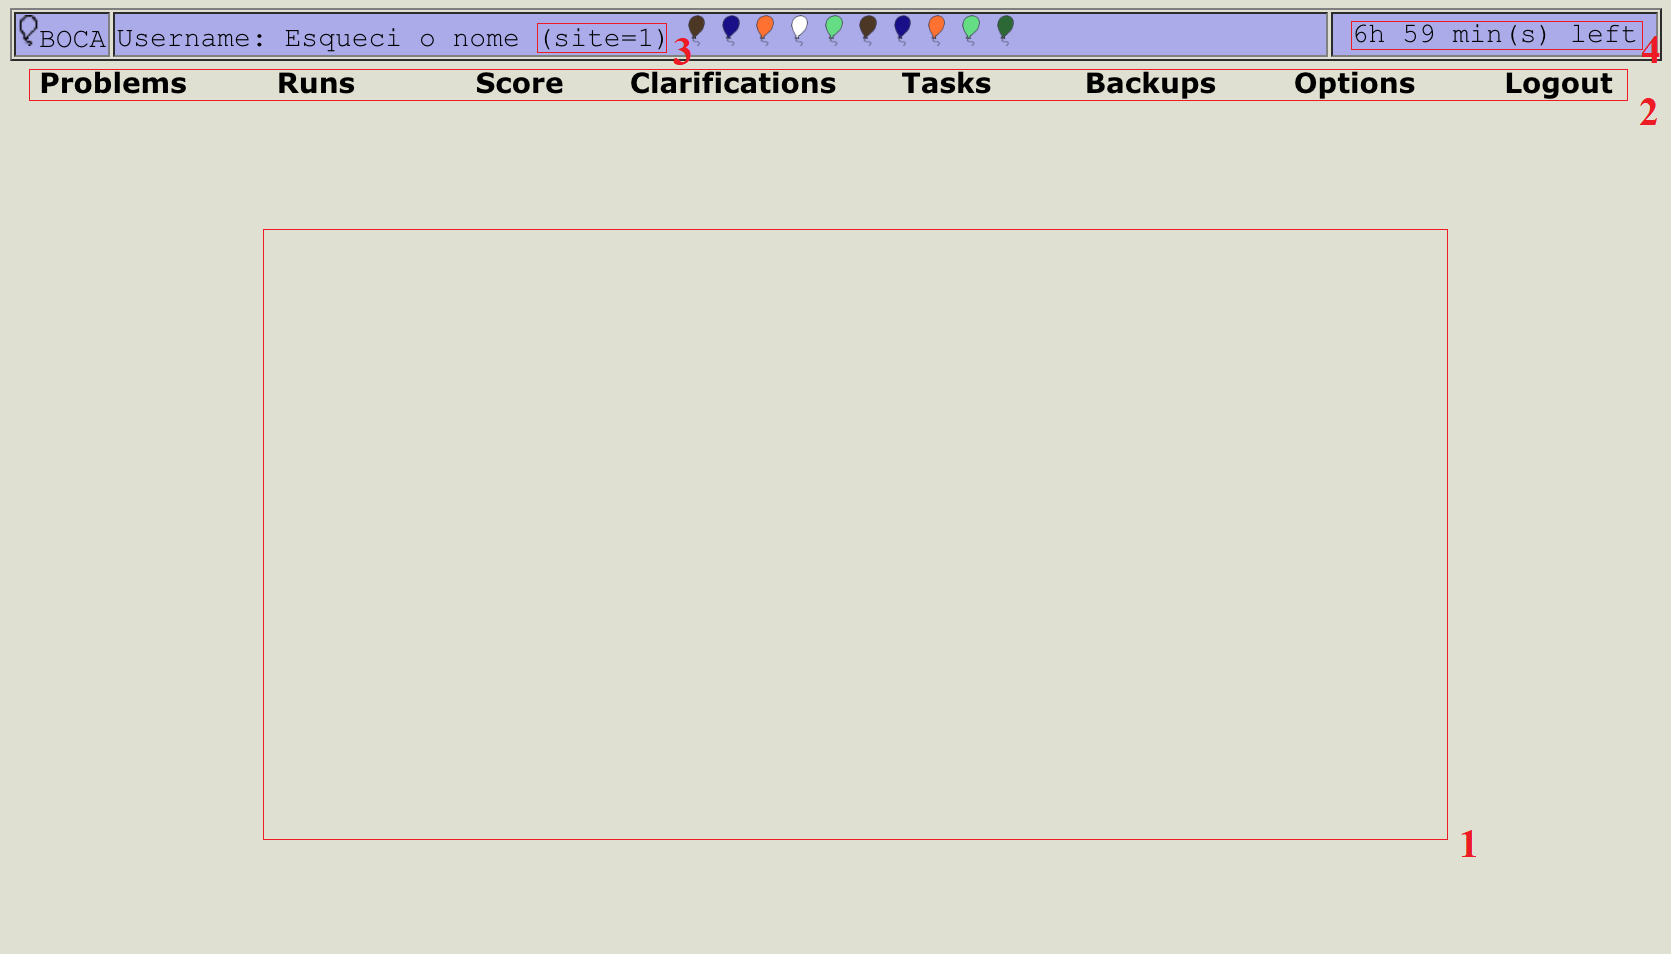 BOCA Username: Esqueci o nome (site=1) 3 6h 59 min(s) left 4
Problems Runs Score Clarifications Tasks Backups Options Logout
2
1